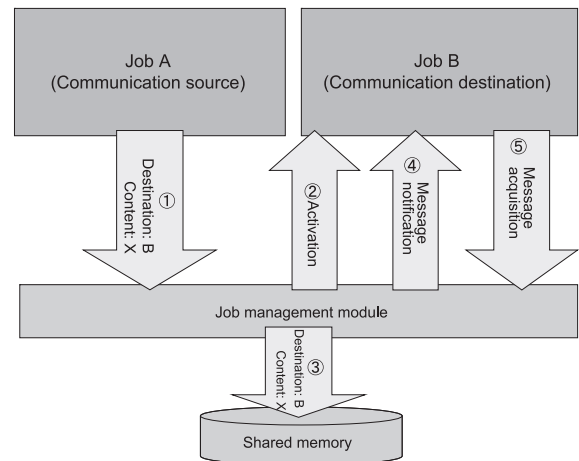 Job A
(Communication source)
Job B
(Communication destination)
①
Destination: B
Content: X
②Activation
④
Message
notification
⑤
Message
acquisition
Job management module
③
Destination: B
Content: X
Shared memory